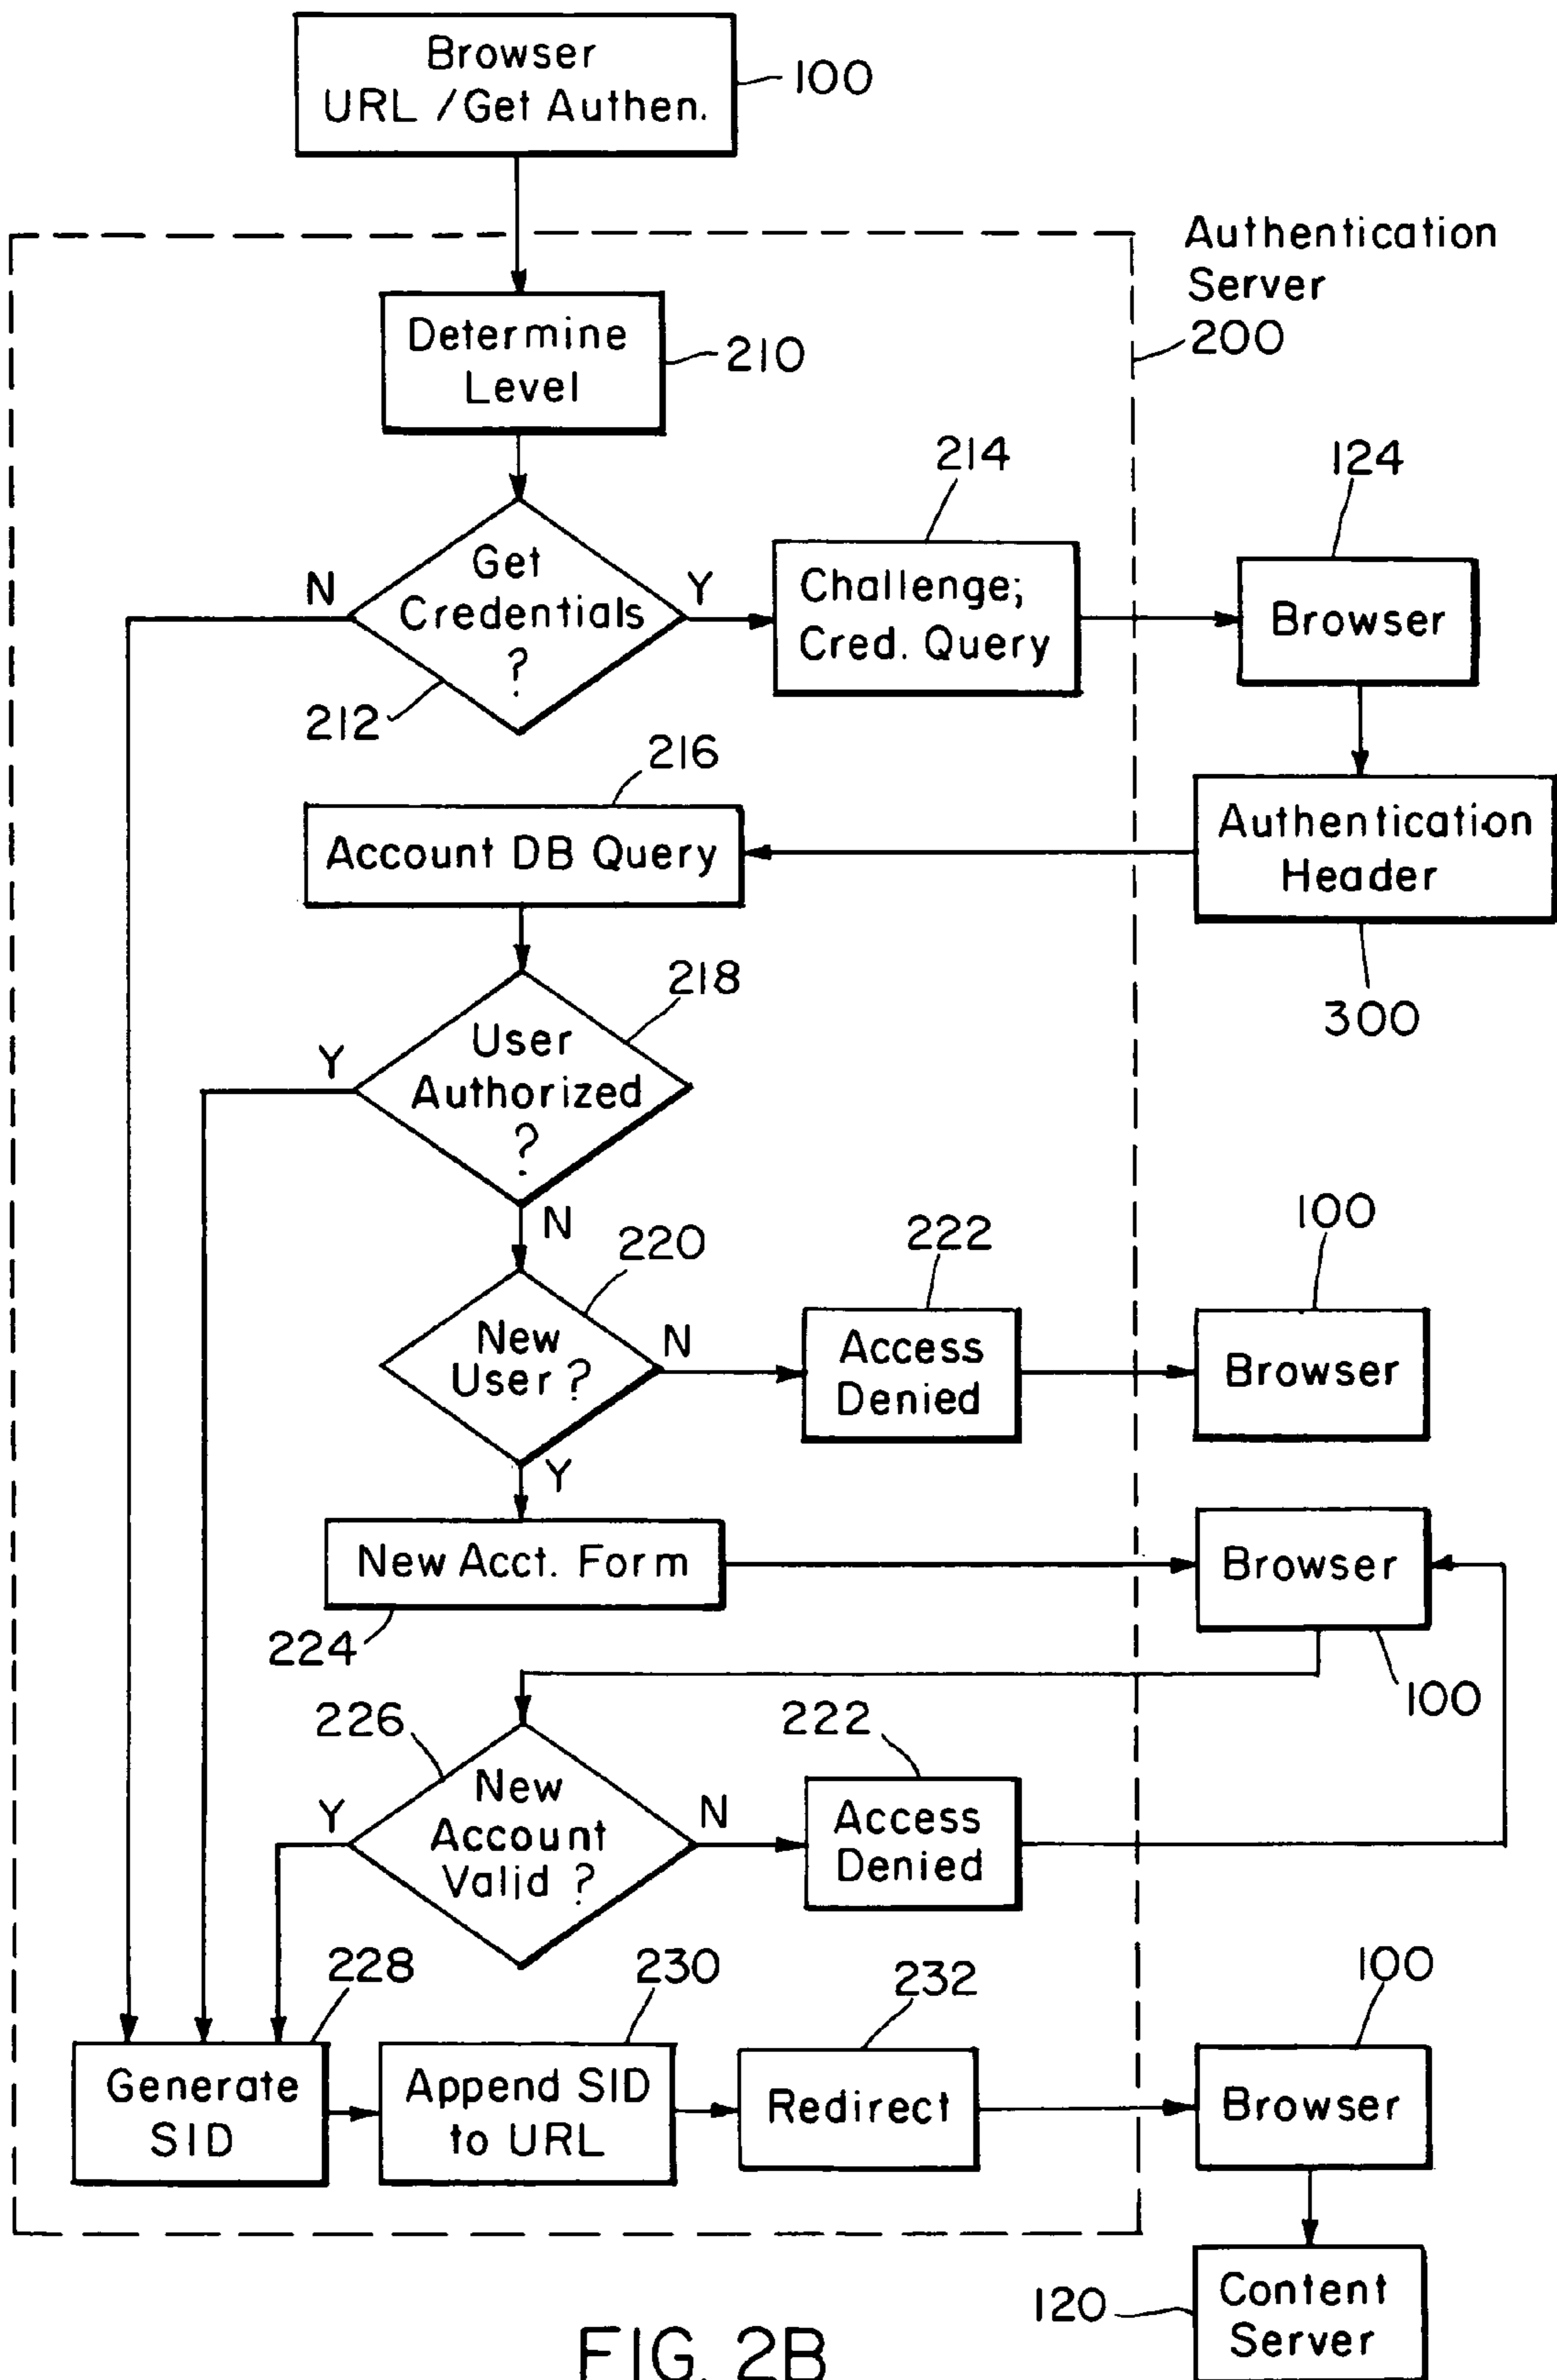 Browser
URL /Get Authen.
100
Authentication
Server
200
Determine
Level
210
214
124
Get
Credentials
?
N
Y
Challenge;
Cred. Query
Browser
212
216
Account DB Query
Authentication
Header
300
218
User
Authorized
?
Y
N
220
222
100
New
User ?
N
Access
Denied
Browser
Y
New Acct. Form
Browser
224
100
226
222
New
Account
Valid ?
Y
N
Access
Denied
228
230
232
100
Generate
SID
Append SID
to URL
Redirect
Browser
120
Content
Server
FIG. 2B